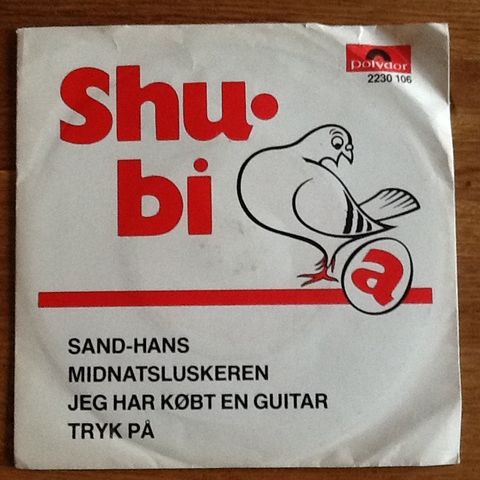 polydor
2230 106
Shu·
bi
a
SAND-HANS
MIDNATSLUSKEREN
JEG HAR KØBT EN GUITAR
TRYK PÅ